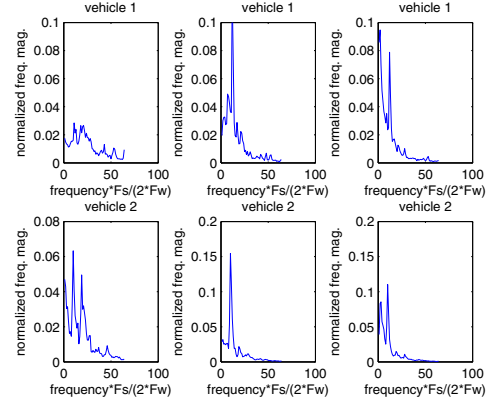 vehicle 1 vehicle 1 vehicle 1
0.1 0.1 0.1
0.08 0.08 0.08
0.06 0.06 0.06
0.04 0.04 0.04
0.02 0.02 0.02
0 0 0
normalized freq. mag. normalized freq. mag. normalized freq. mag.
0 50 100 0 50 100 0 50 100
frequency*Fs/(2*Fw) frequency*Fs/(2*Fw) frequency*Fs/(2*Fw)
vehicle 2 vehicle 2 vehicle 2
0.08 0.2 0.2
0.06 0.15 0.15
0.04 0.1 0.1
0.02 0.05 0.05
0 0 0
normalized freq. mag. normalized freq. mag. normalized freq. mag.
0 50 100 0 50 100 0 50 100
frequency*Fs/(2*Fw) frequency*Fs/(2*Fw) frequency*Fs/(2*Fw)